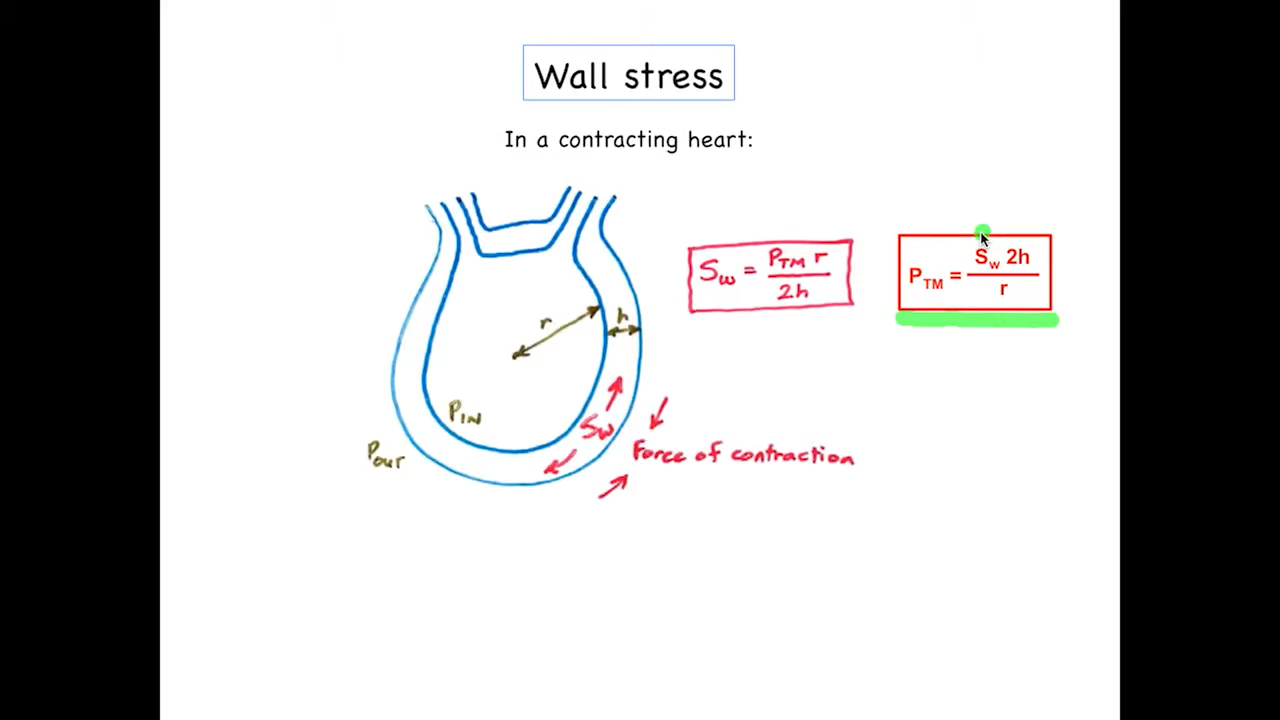 Wall stress
In a contracting heart:
Sw = PTM r / 2h
PTM = Sw 2h / r
r
h
PIN
Sw
POUT
Force of contraction